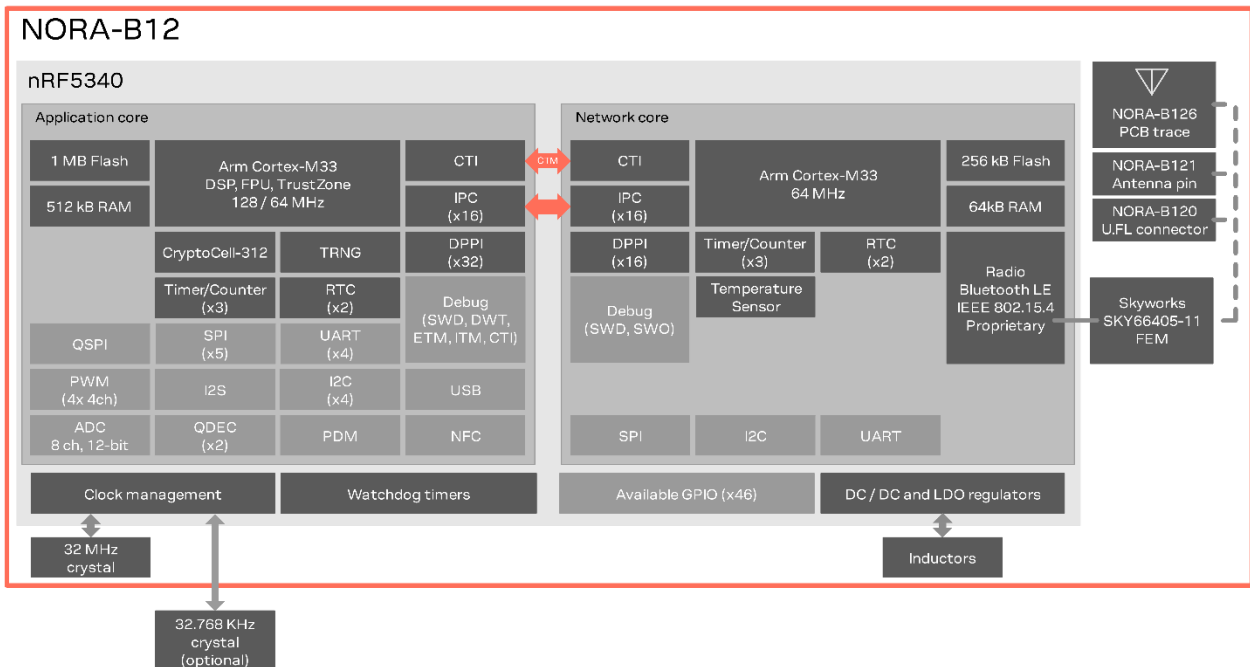 NORA-B12
nRF5340
Application core
1 MB Flash
512 kB RAM
Arm Cortex-M33
DSP, FPU, TrustZone
128 / 64 MHz
CTI
IPC
(x16)
CryptoCell-312
TRNG
DPPI
(x32)
Timer/Counter
(x3)
RTC
(x2)
Debug
(SWD, DWT,
ETM, ITM, CTI)
QSPI
SPI
(x5)
UART
(x4)
PWM
(4x 4ch)
I2S
I2C
(x4)
USB
ADC
8 ch, 12-bit
QDEC
(x2)
PDM
NFC
CTM
Network core
CTI
IPC
(x16)
Arm Cortex-M33
64 MHz
256 kB Flash
64kB RAM
DPPI
(x16)
Timer/Counter
(x3)
RTC
(x2)
Debug
(SWD, SWO)
Temperature
Sensor
Radio
Bluetooth LE
IEEE 802.15.4
Proprietary
SPI
I2C
UART
NORA-B126
PCB trace
NORA-B121
Antenna pin
NORA-B120
U.FL connector
Skyworks
SKY66405-11
FEM
Clock management
Watchdog timers
Available GPIO (x46)
DC / DC and LDO regulators
32 MHz
crystal
Inductors
32.768 KHz
crystal
(optional)